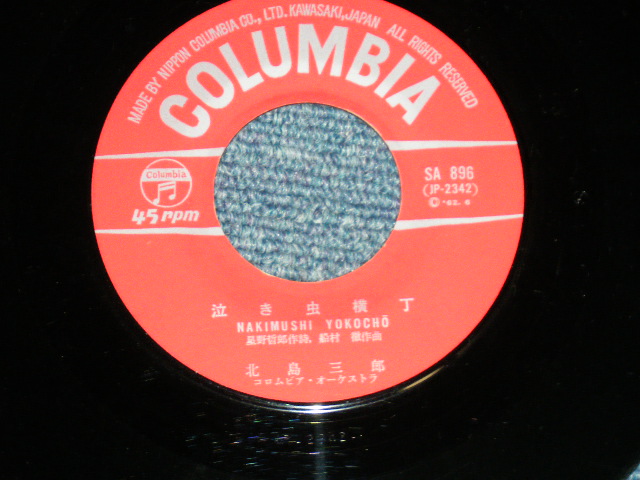 MADE BY NIPPON COLUMBIA CO., LTD. KAWASAKI, JAPAN ALL RIGHTS RESERVED
COLUMBIA
Columbia
45 rpm
SA 896
(JP-2342)
泣き虫横丁
NAKIMUSHI YOKOCHŌ
星野哲郎作詩、船村 徹作曲
北島三郎
コロムビア・オーケストラ